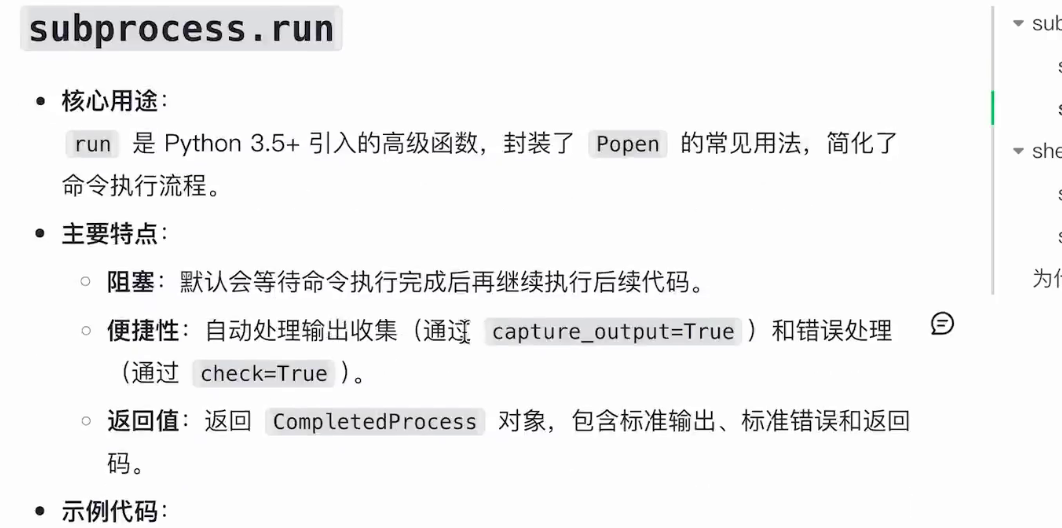 subprocess.run
核心用途：
run 是 Python 3.5+ 引入的高级函数，封装了 Popen 的常见用法，简化了
命令执行流程。
主要特点：
阻塞：默认会等待命令执行完成后再继续执行后续代码。
便捷性：自动处理输出收集（通过 capture_output=True ）和错误处理
（通过 check=True ）。
返回值：返回 CompletedProcess 对象，包含标准输出、标准错误和返回
码。
示例代码：
sub
s
s
she
s
s